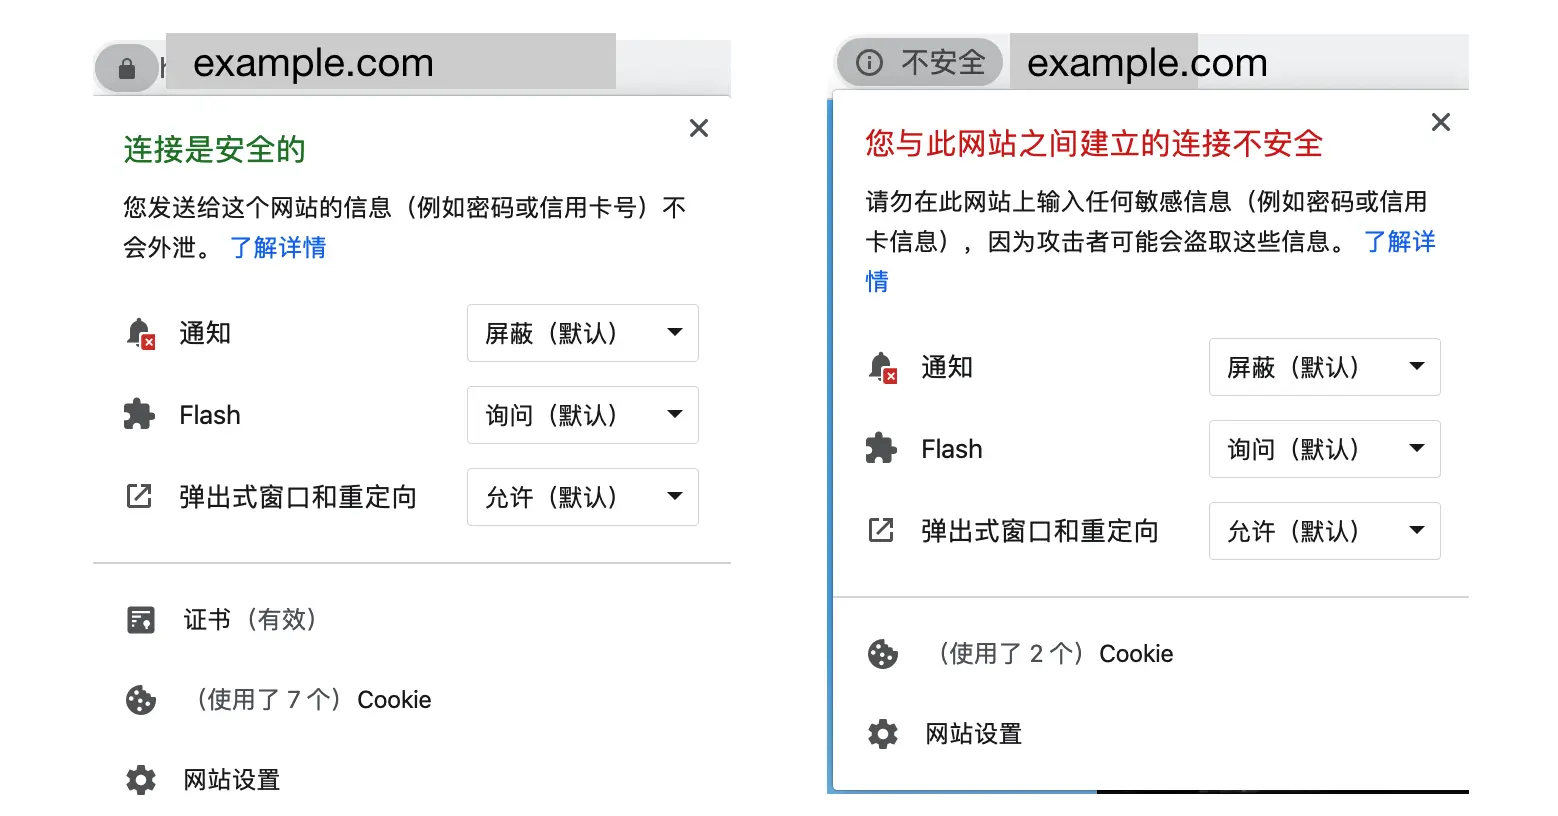 example.com
连接是安全的
您发送给这个网站的信息（例如密码或信用卡号）不
会外泄。 了解详情
通知
屏蔽（默认）
Flash
询问（默认）
弹出式窗口和重定向
允许（默认）
证书（有效）
（使用了 7 个） Cookie
网站设置
不安全
example.com
您与此网站之间建立的连接不安全
请勿在此网站上输入任何敏感信息（例如密码或信用
卡信息），因为攻击者可能会盗取这些信息。 了解详
情
通知
屏蔽（默认）
Flash
询问（默认）
弹出式窗口和重定向
允许（默认）
（使用了 2 个） Cookie
网站设置